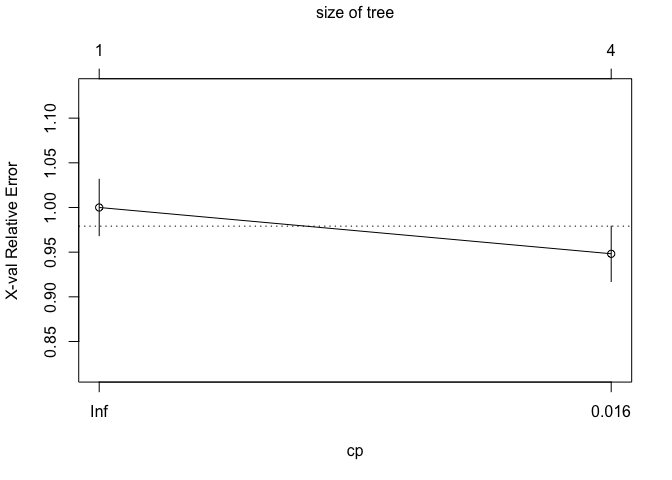 size of tree
1 4
X-val Relative Error
1.10
1.05
1.00
0.95
0.90
0.85
Inf 0.016
cp